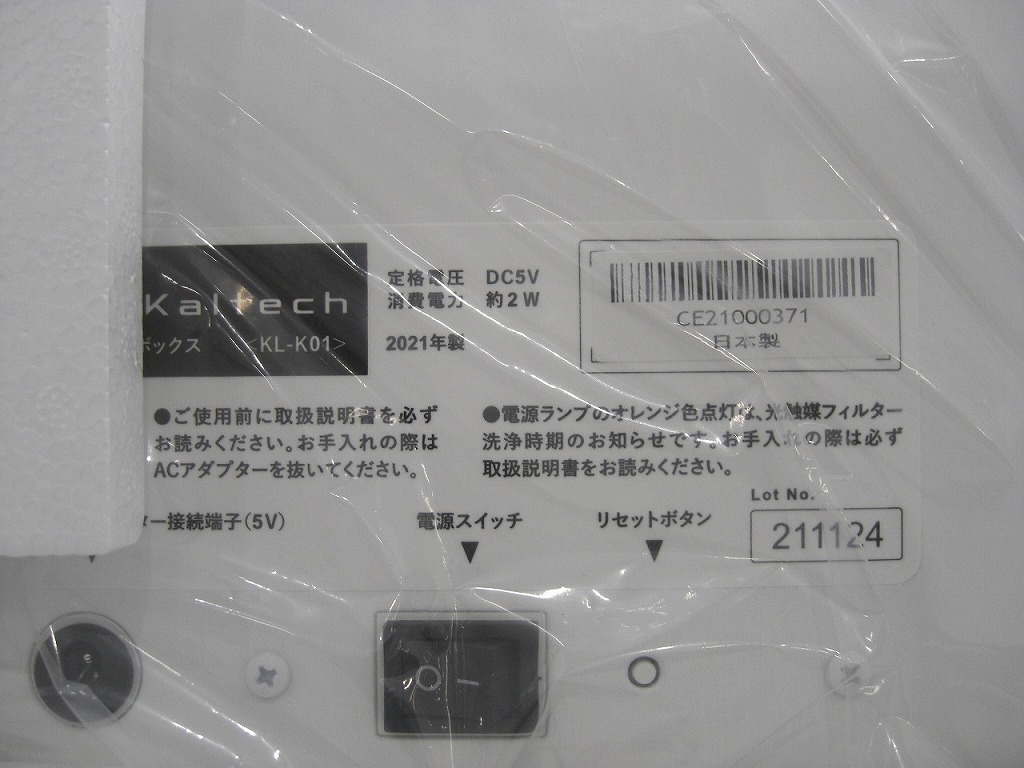 Kaltech
ボックス <KL-K01>
定格電圧 DC5V
消費電力 約2W
2021年製
CE21000371
日本製
●ご使用前に取扱説明書を必ず
お読みください。お手入れの際は
ACアダプターを抜いてください。
●電源ランプのオレンジ色点灯は、光触媒フィルター
洗浄時期のお知らせです。お手入れの際は必ず
取扱説明書をお読みください。
ター接続端子(5V)
電源スイッチ
リセットボタン
Lot No.
211124